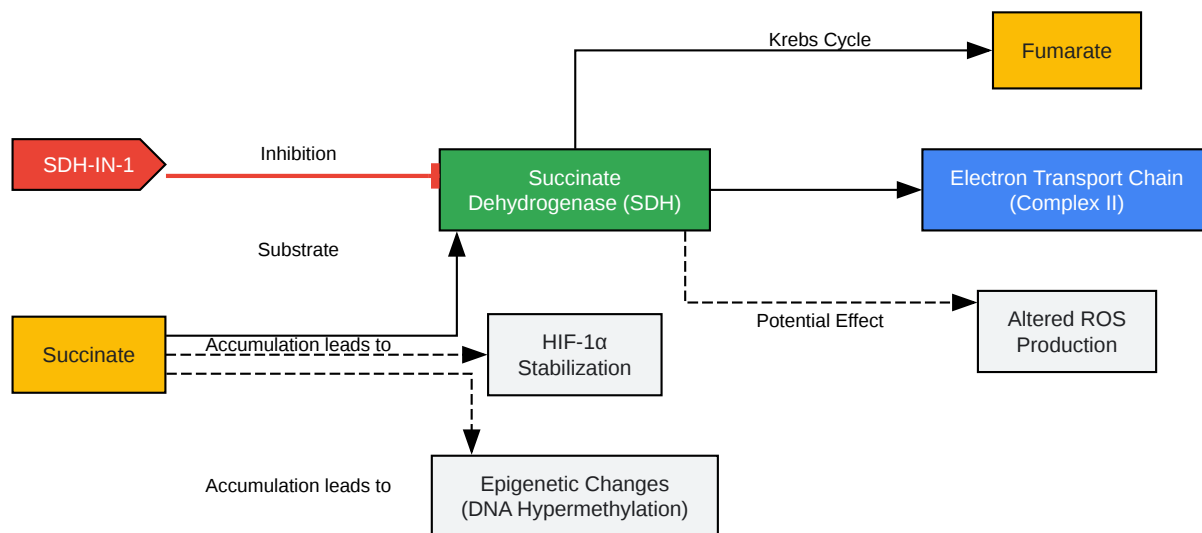 Krebs Cycle
Fumarate
SDH-IN-1
Inhibition
Succinate
Dehydrogenase (SDH)
Electron Transport Chain
(Complex II)
Substrate
Potential Effect
Altered ROS
Production
Succinate
Accumulation leads to
HIF-1α
Stabilization
Accumulation leads to
Epigenetic Changes
(DNA Hypermethylation)